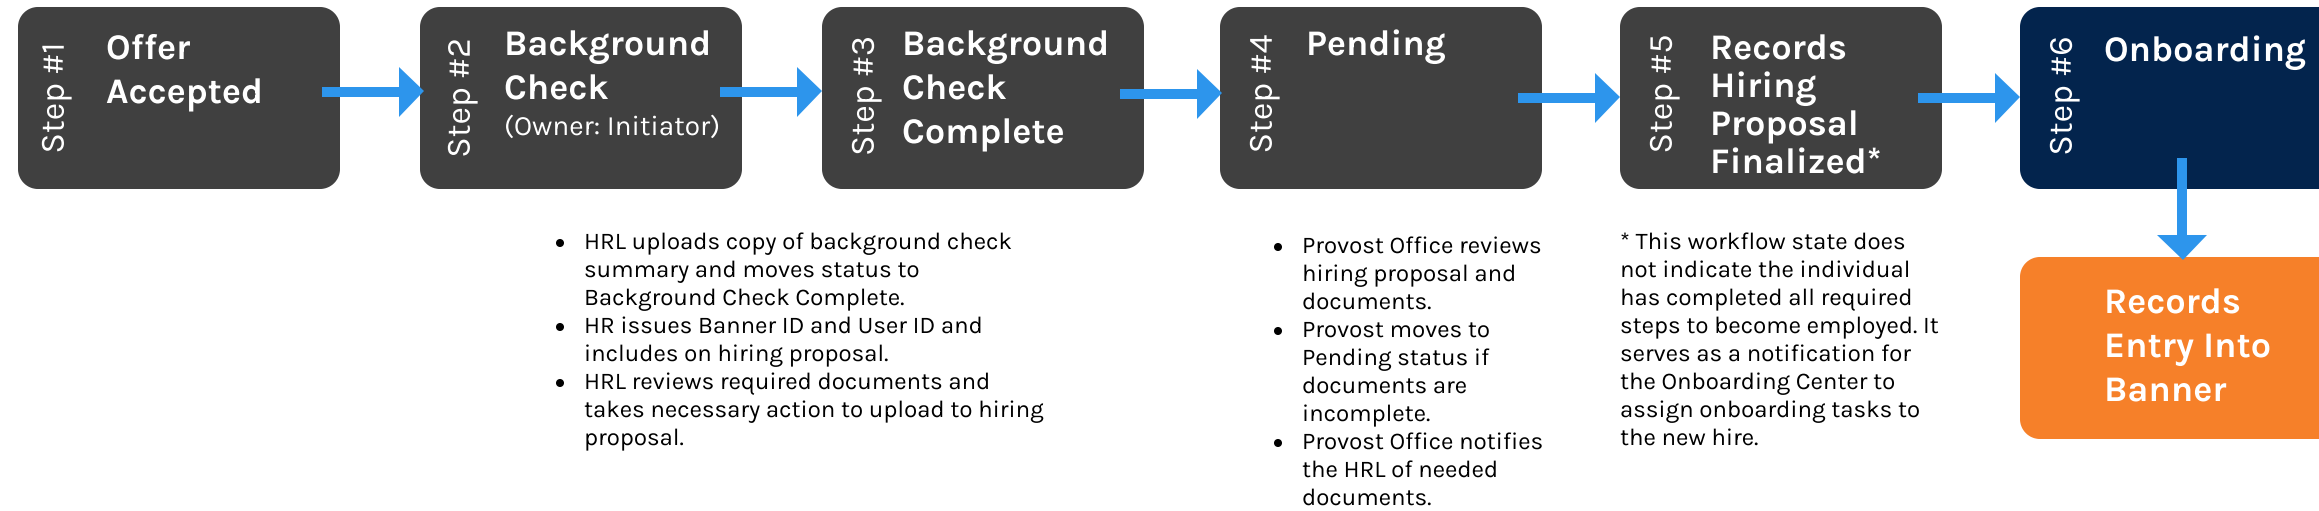 Step #1
Offer
Accepted
Step #2
Background
Check
(Owner: Initiator)
Step #3
Background
Check
Complete
Step #4
Pending
Step #5
Records
Hiring
Proposal
Finalized*
Step #6
Onboarding
• HRL uploads copy of background check
summary and moves status to
Background Check Complete.
• HR issues Banner ID and User ID and
includes on hiring proposal.
• HRL reviews required documents and
takes necessary action to upload to hiring
proposal.
• Provost Office reviews
hiring proposal and
documents.
• Provost moves to
Pending status if
documents are
incomplete.
• Provost Office notifies
the HRL of needed
documents.
* This workflow state does
not indicate the individual
has completed all required
steps to become employed. It
serves as a notification for
the Onboarding Center to
assign onboarding tasks to
the new hire.
Records
Entry Into
Banner